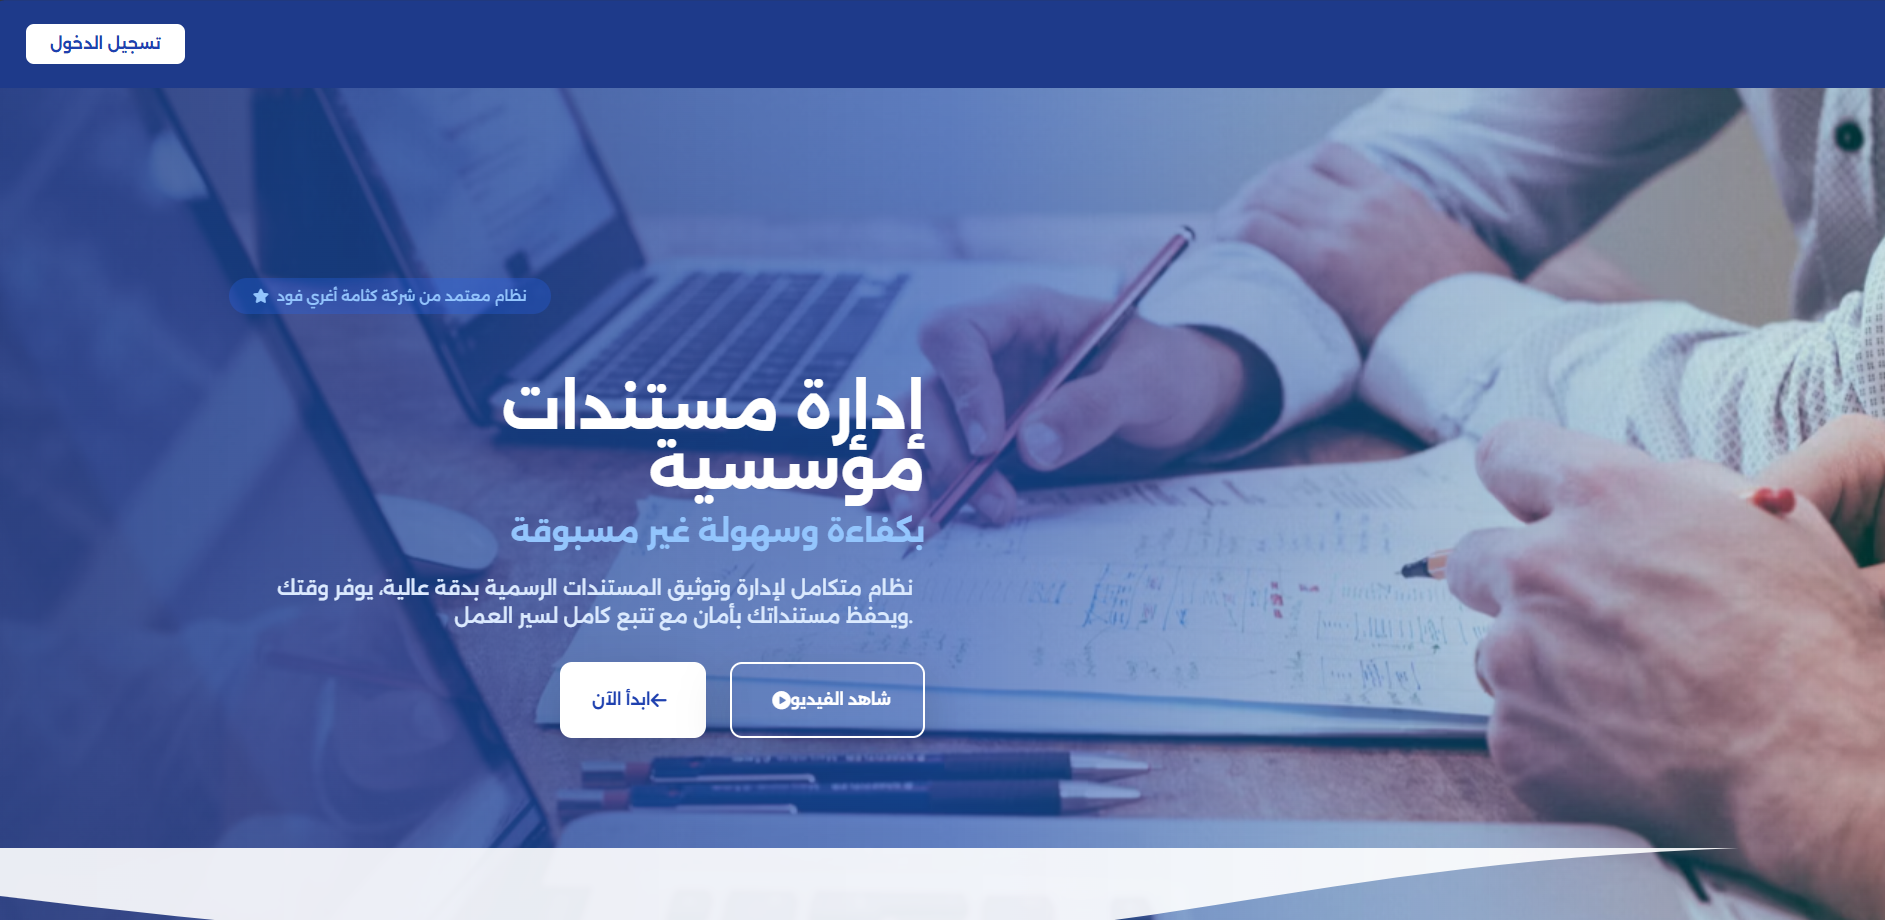 تسجيل الدخول
نظام معتمد من شركة كثامة أغري فود
إدارة مستندات
مؤسسية
بكفاءة وسهولة غير مسبوقة
نظام متكامل لإدارة وتوثيق المستندات الرسمية بدقة عالية، يوفر وقتك
ويحفظ مستنداتك بأمان مع تتبع كامل لسير العمل.
شاهد الفيديو
ابدأ الآن